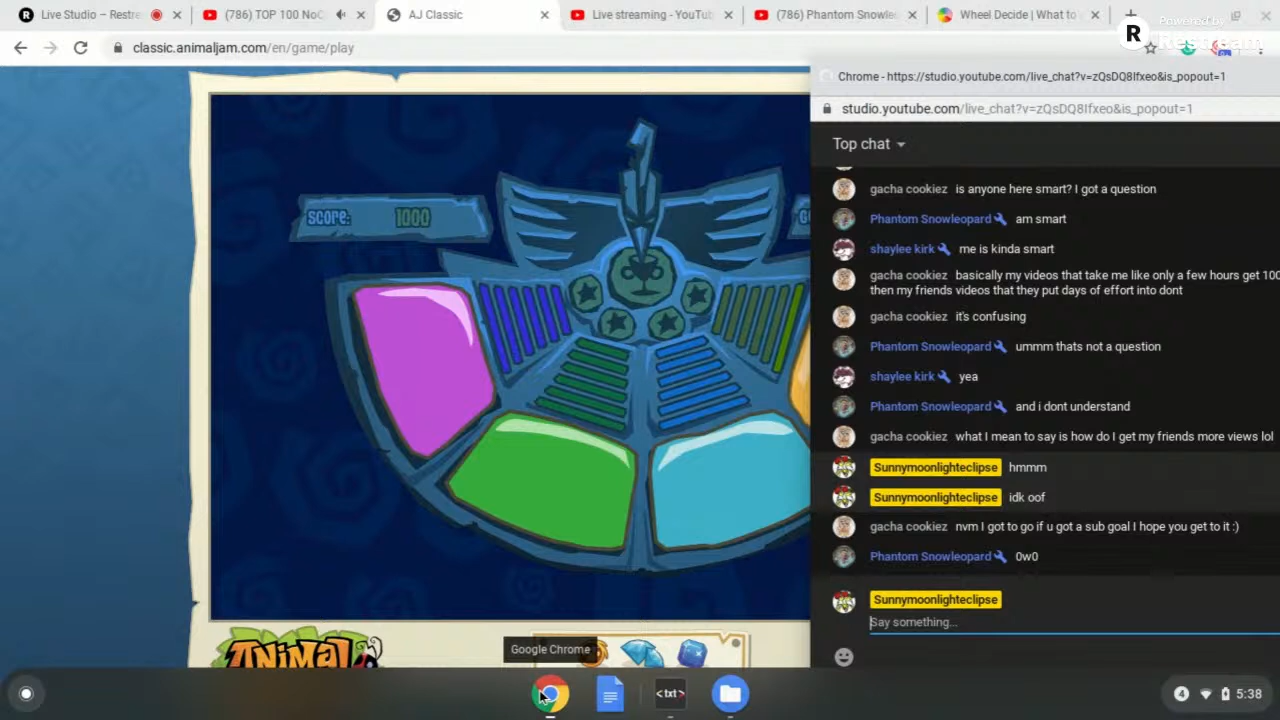 Live Studio – Restre
(786) TOP 100 NoC
AJ Classic
Live streaming - YouTu
(786) Phantom Snowle
Wheel Decide | What to
Powered by
Restream
classic.animaljam.com/en/game/play
Chrome - https://studio.youtube.com/live_chat?v=zQsDQ8Ifxeo&is_popout=1
studio.youtube.com/live_chat?v=zQsDQ8Ifxeo&is_popout=1
Top chat
gacha cookiez is anyone here smart? I got a question
Phantom Snowleopard am smart
SCORE: 1000
shaylee kirk me is kinda smart
gacha cookiez basically my videos that take me like only a few hours get 100
then my friends videos that they put days of effort into dont
gacha cookiez it's confusing
Phantom Snowleopard ummm thats not a question
shaylee kirk yea
Phantom Snowleopard and i dont understand
gacha cookiez what I mean to say is how do I get my friends more views lol
Sunnymoonlighteclipse hmmm
Sunnymoonlighteclipse idk oof
gacha cookiez nvm I got to go if u got a sub goal I hope you get to it :)
Phantom Snowleopard 0w0
Sunnymoonlighteclipse
Say something...
Google Chrome
ANIMAL
<txt>
4
5:38